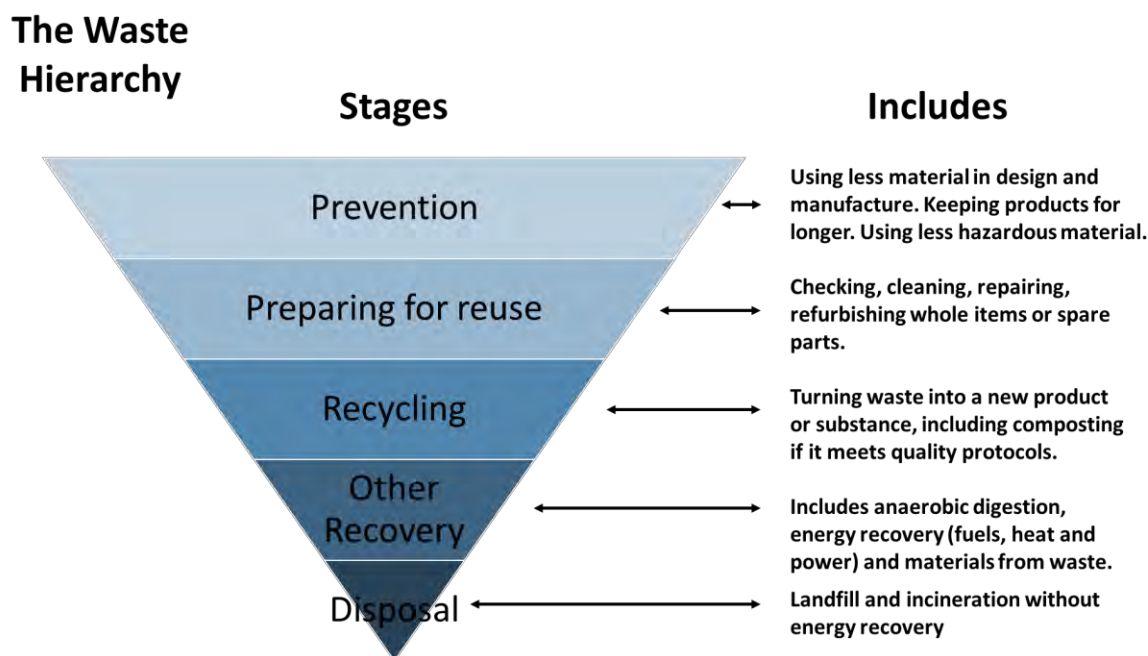 The Waste
Hierarchy
Stages
Includes
Prevention
Using less material in design and
manufacture. Keeping products for
longer. Using less hazardous material.
Preparing for reuse
Checking, cleaning, repairing,
refurbishing whole items or spare
parts.
Recycling
Turning waste into a new product
or substance, including composting
if it meets quality protocols.
Other
Recovery
Includes anaerobic digestion,
energy recovery (fuels, heat and
power) and materials from waste.
Disposal
Landfill and incineration without
energy recovery